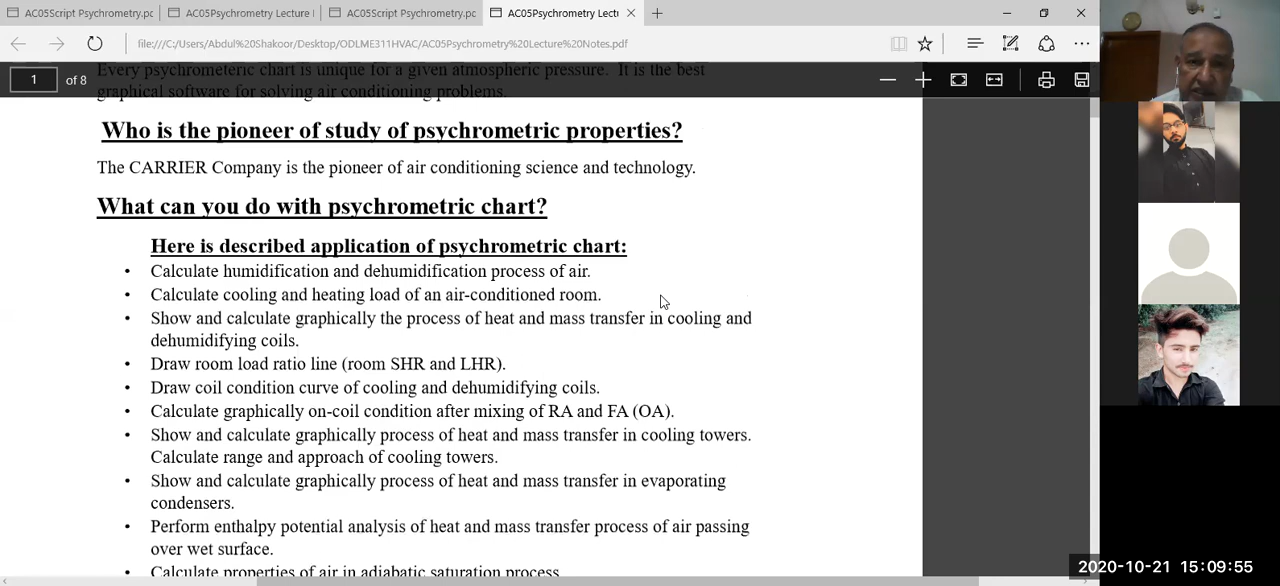 AC05Script Psychrometry.pc
AC05Psychrometry Lecture
AC05Script Psychrometry.pc
AC05Psychrometry Lectu
file:///C:/Users/Abdul%20Shakoor/Desktop/ODLME311HVAC/AC05Psychrometry%20Lecture%20Notes.pdf
1 of 8
Every psychrometeric chart is unique for a given atmospheric pressure. It is the best
graphical software for solving air conditioning problems.
Who is the pioneer of study of psychrometric properties?
The CARRIER Company is the pioneer of air conditioning science and technology.
What can you do with psychrometric chart?
Here is described application of psychrometric chart:
• Calculate humidification and dehumidification process of air.
• Calculate cooling and heating load of an air-conditioned room.
• Show and calculate graphically the process of heat and mass transfer in cooling and
dehumidifying coils.
• Draw room load ratio line (room SHR and LHR).
• Draw coil condition curve of cooling and dehumidifying coils.
• Calculate graphically on-coil condition after mixing of RA and FA (OA).
• Show and calculate graphically process of heat and mass transfer in cooling towers.
Calculate range and approach of cooling towers.
• Show and calculate graphically process of heat and mass transfer in evaporating
condensers.
• Perform enthalpy potential analysis of heat and mass transfer process of air passing
over wet surface.
• Calculate properties of air in adiabatic saturation process
2020-10-21 15:09:55